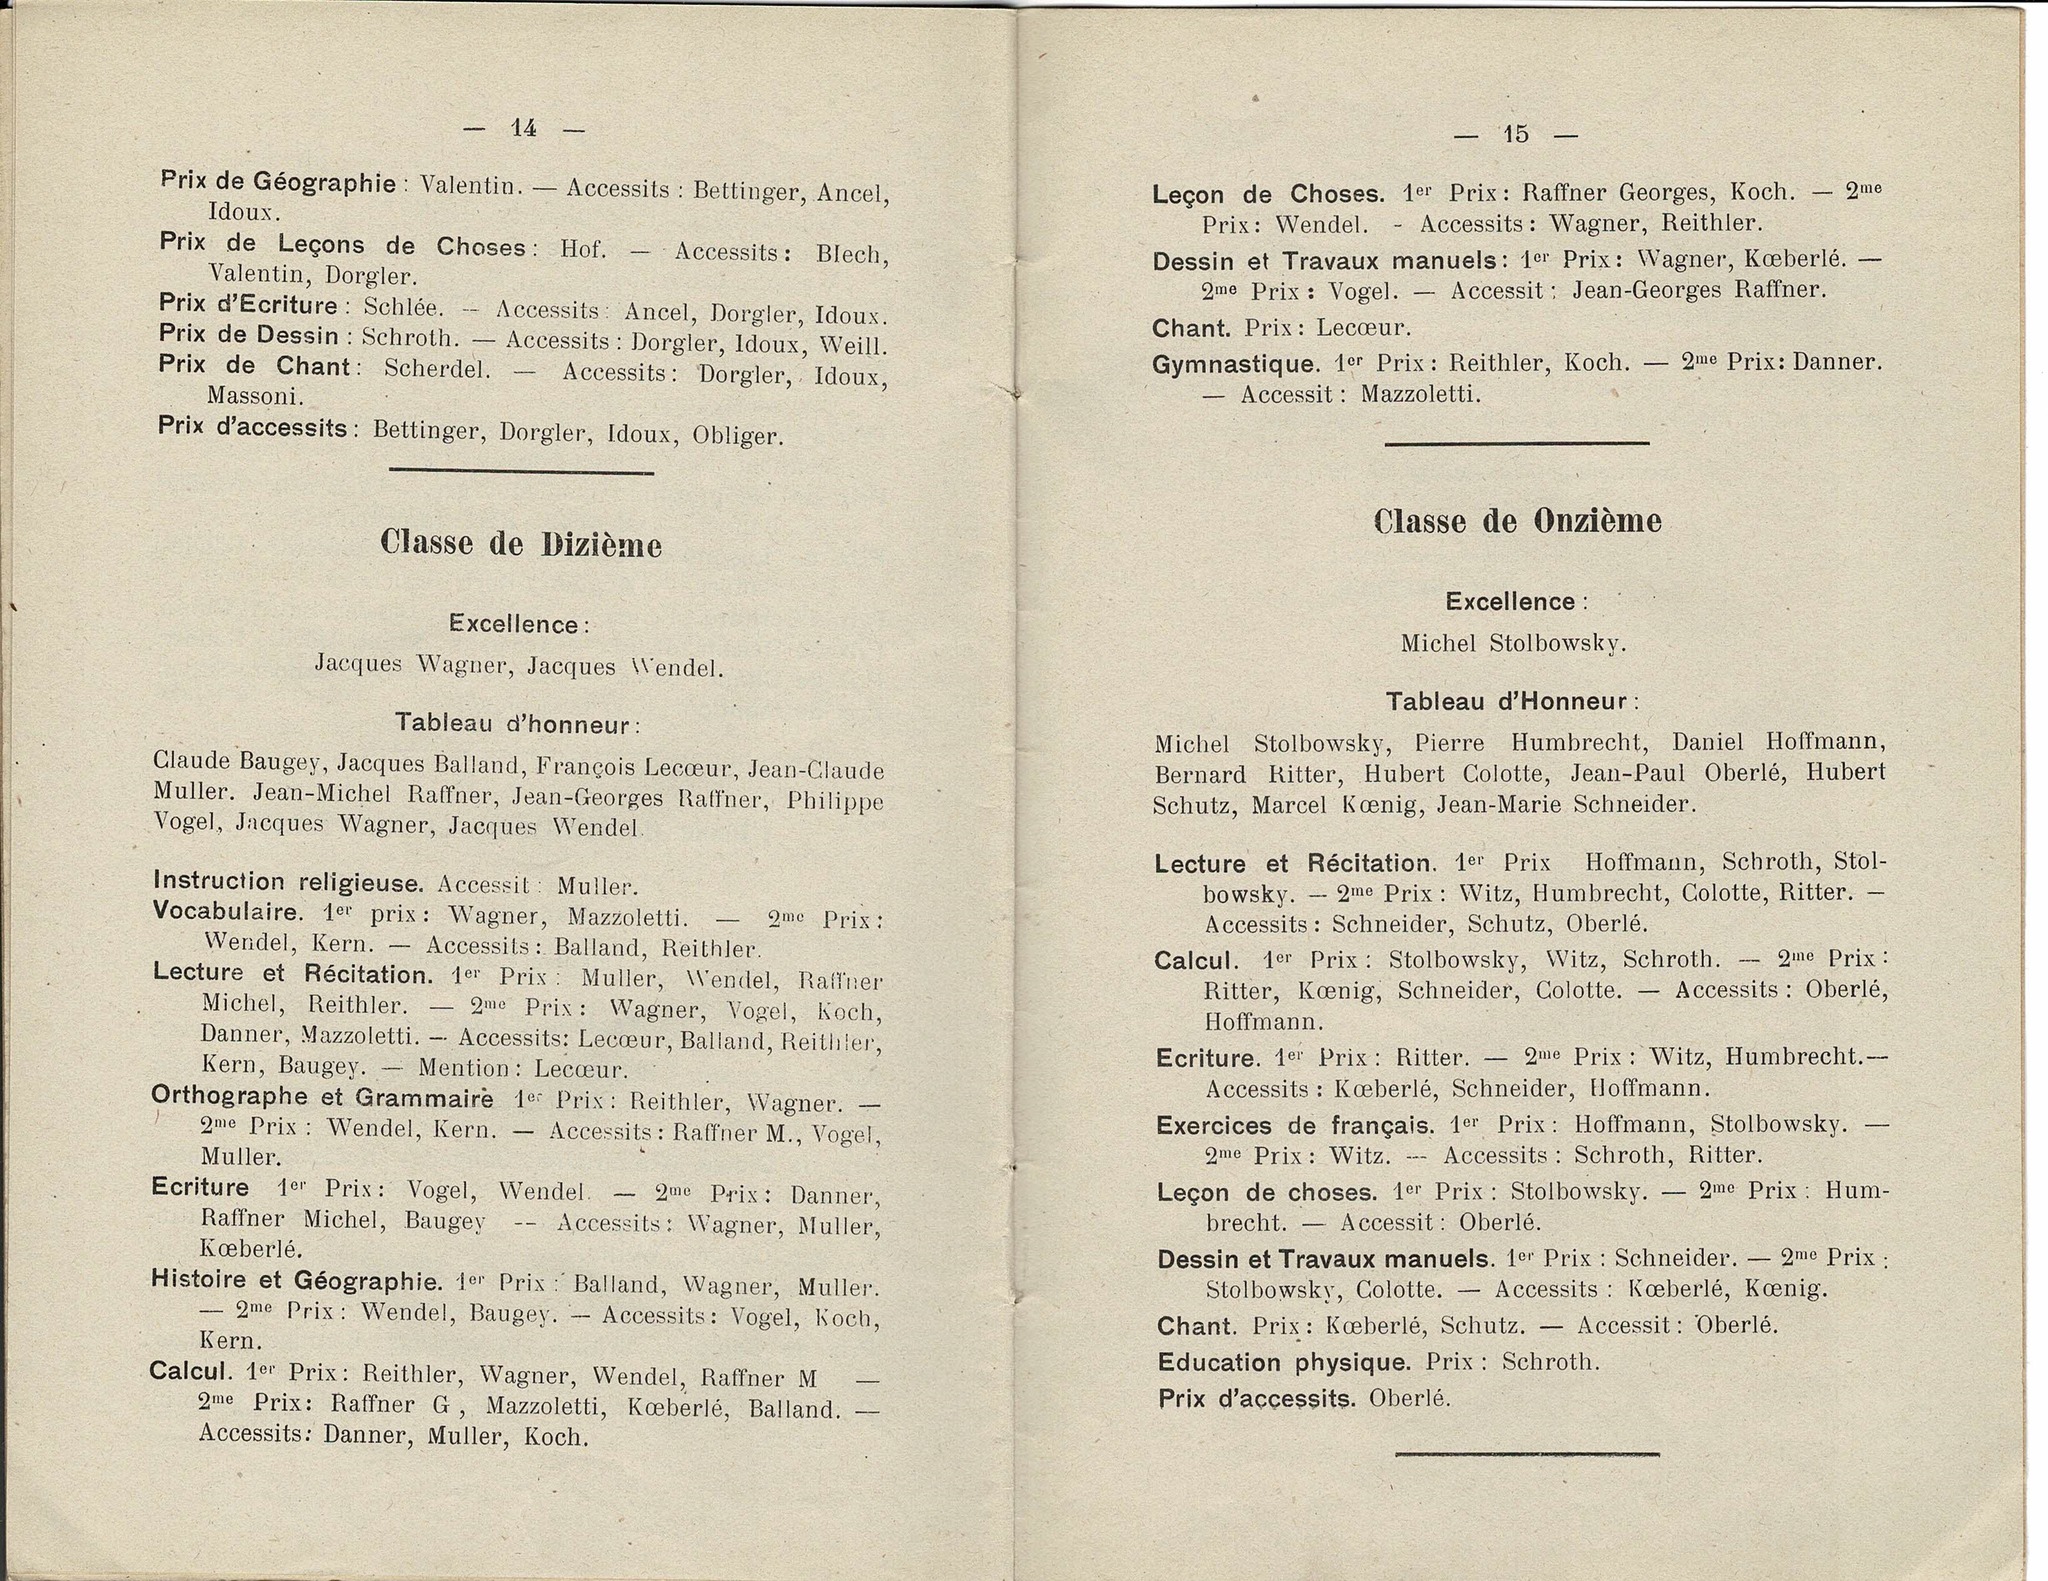 — 14 —
Prix de Géographie : Valentin. — Accessits : Bettinger, Ancel,
Idoux.
Prix de Leçons de Choses : Hof. — Accessits : Blech,
Valentin, Dorgler.
Prix d'Ecriture : Schlée. — Accessits : Ancel, Dorgler, Idoux.
Prix de Dessin : Schroth. — Accessits : Dorgler, Idoux, Weill.
Prix de Chant : Scherdel. — Accessits : Dorgler, Idoux,
Massoni.
Prix d'accessits : Bettinger, Dorgler, Idoux, Obliger.
Classe de Dizième
Excellence :
Jacques Wagner, Jacques Wendel.
Tableau d'honneur :
Claude Baugey, Jacques Balland, François Lecœur, Jean-Claude
Muller. Jean-Michel Raffner, Jean-Georges Raffner, Philippe
Vogel, Jacques Wagner, Jacques Wendel.
Instruction religieuse. Accessit : Muller.
Vocabulaire. 1er prix : Wagner, Mazzoletti. — 2me Prix :
Wendel, Kern. — Accessits : Balland, Reithler.
Lecture et Récitation. 1er Prix : Muller, Wendel, Raffner
Michel, Reithler. — 2me Prix : Wagner, Vogel, Koch,
Danner, Mazzoletti. — Accessits : Lecœur, Balland, Reithler,
Kern, Baugey. — Mention : Lecœur.
Orthographe et Grammaire 1er Prix : Reithler, Wagner. —
2me Prix : Wendel, Kern. — Accessits : Raffner M., Vogel,
Muller.
Ecriture 1er Prix : Vogel, Wendel. — 2me Prix : Danner,
Raffner Michel, Baugey -- Accessits : Wagner, Muller,
Kœberlé.
Histoire et Géographie. 1er Prix : Balland, Wagner, Muller.
— 2me Prix : Wendel, Baugey. — Accessits : Vogel, Koch,
Kern.
Calcul. 1er Prix : Reithler, Wagner, Wendel, Raffner M —
2me Prix : Raffner G , Mazzoletti, Kœberlé, Balland. —
Accessits : Danner, Muller, Koch.
— 15 —
Leçon de Choses. 1er Prix : Raffner Georges, Koch. — 2me
Prix : Wendel. - Accessits : Wagner, Reithler.
Dessin et Travaux manuels : 1er Prix : Wagner, Kœberlé. —
2me Prix : Vogel. — Accessit : Jean-Georges Raffner.
Chant. Prix : Lecœur.
Gymnastique. 1er Prix : Reithler, Koch. — 2me Prix : Danner.
— Accessit : Mazzoletti.
Classe de Onzième
Excellence :
Michel Stolbowsky.
Tableau d'Honneur :
Michel Stolbowsky, Pierre Humbrecht, Daniel Hoffmann,
Bernard Ritter, Hubert Colotte, Jean-Paul Oberlé, Hubert
Schutz, Marcel Kœnig, Jean-Marie Schneider.
Lecture et Récitation. 1er Prix Hoffmann, Schroth, Stol-
bowsky. — 2me Prix : Witz, Humbrecht, Colotte, Ritter. —
Accessits : Schneider, Schutz, Oberlé.
Calcul. 1er Prix : Stolbowsky, Witz, Schroth. — 2me Prix :
Ritter, Kœnig, Schneider, Colotte. — Accessits : Oberlé,
Hoffmann.
Ecriture. 1er Prix : Ritter. — 2me Prix : Witz, Humbrecht.—
Accessits : Kœberlé, Schneider, Hoffmann.
Exercices de français. 1er Prix : Hoffmann, Stolbowsky. —
2me Prix : Witz. — Accessits : Schroth, Ritter.
Leçon de choses. 1er Prix : Stolbowsky. — 2me Prix : Hum-
brecht. — Accessit : Oberlé.
Dessin et Travaux manuels. 1er Prix : Schneider. — 2me Prix :
Stolbowsky, Colotte. — Accessits : Kœberlé, Kœnig.
Chant. Prix : Kœberlé, Schutz. — Accessit : Oberlé.
Education physique. Prix : Schroth.
Prix d'accessits. Oberlé.